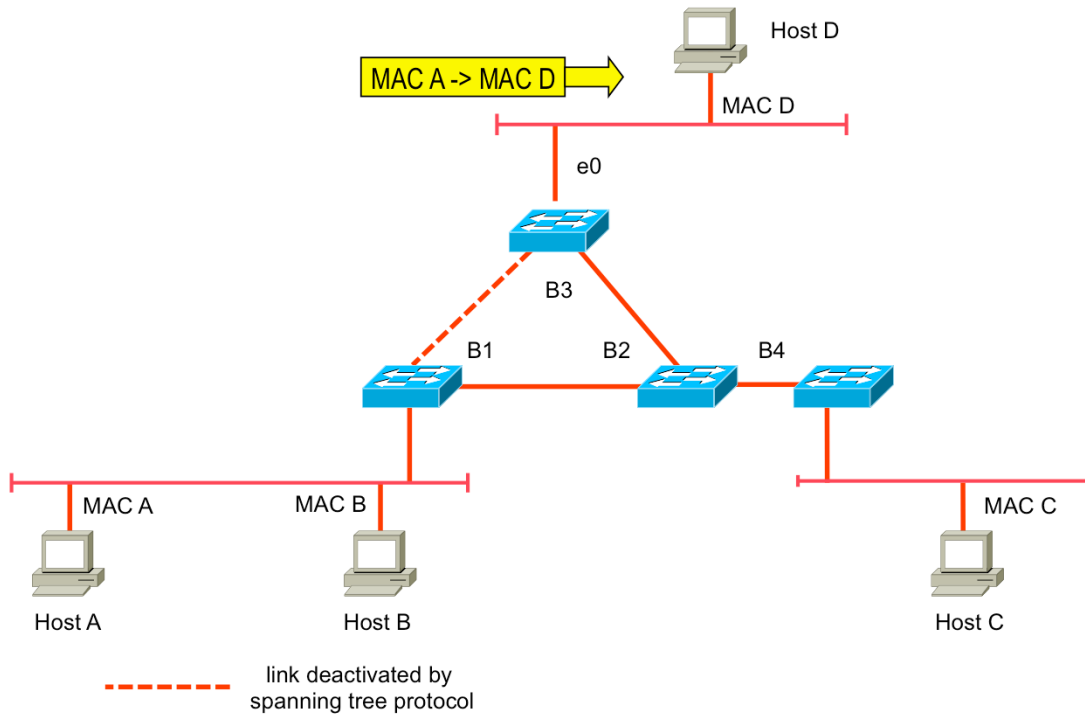 Host D
MAC A -> MAC D
MAC D
e0
B3
B1
B2
B4
MAC A
MAC B
MAC C
Host A
Host B
Host C
link deactivated by
spanning tree protocol